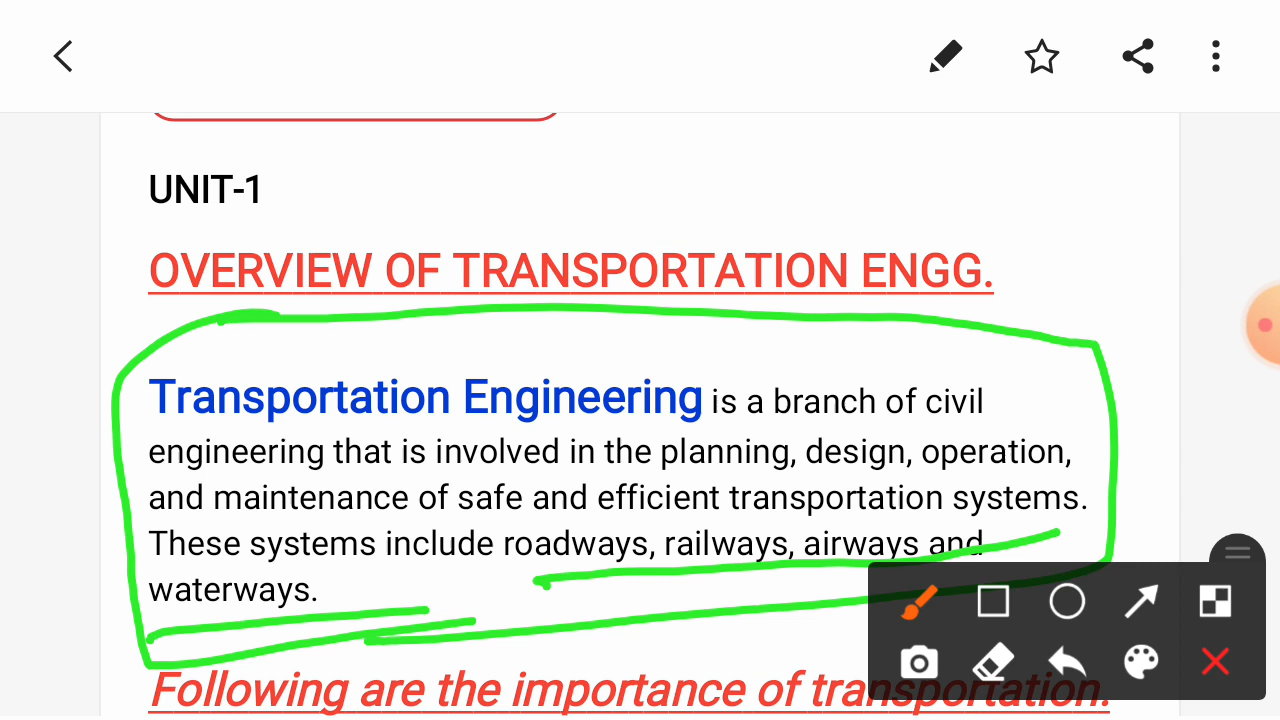 UNIT-1
OVERVIEW OF TRANSPORTATION ENGG.
Transportation Engineering is a branch of civil
engineering that is involved in the planning, design, operation,
and maintenance of safe and efficient transportation systems.
These systems include roadways, railways, airways and
waterways.
Following are the importance of transportation.